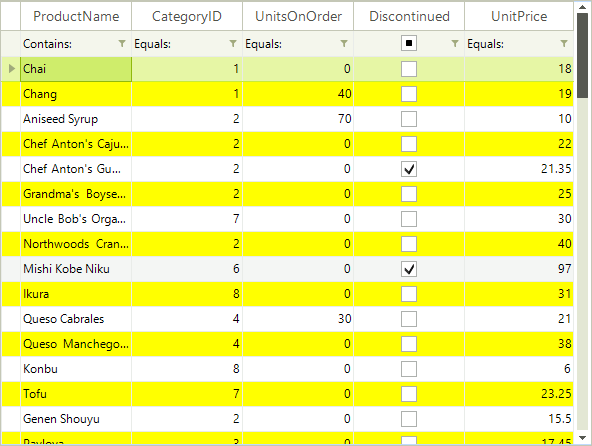 ProductName CategoryID UnitsOnOrder Discontinued UnitPrice
Contains: Equals: Equals: Equals:
Chai 1 0 18
Chang 1 40 19
Aniseed Syrup 2 70 10
Chef Anton's Caju... 2 0 22
Chef Anton's Gu... 2 0 21.35
Grandma's Boyse... 2 0 25
Uncle Bob's Orga... 7 0 30
Northwoods Cran... 2 0 40
Mishi Kobe Niku 6 0 97
Ikura 8 0 31
Queso Cabrales 4 30 21
Queso Manchego... 4 0 38
Konbu 8 0 6
Tofu 7 0 23.25
Genen Shouyu 2 0 15.5
Pavlova 3 0 17.45